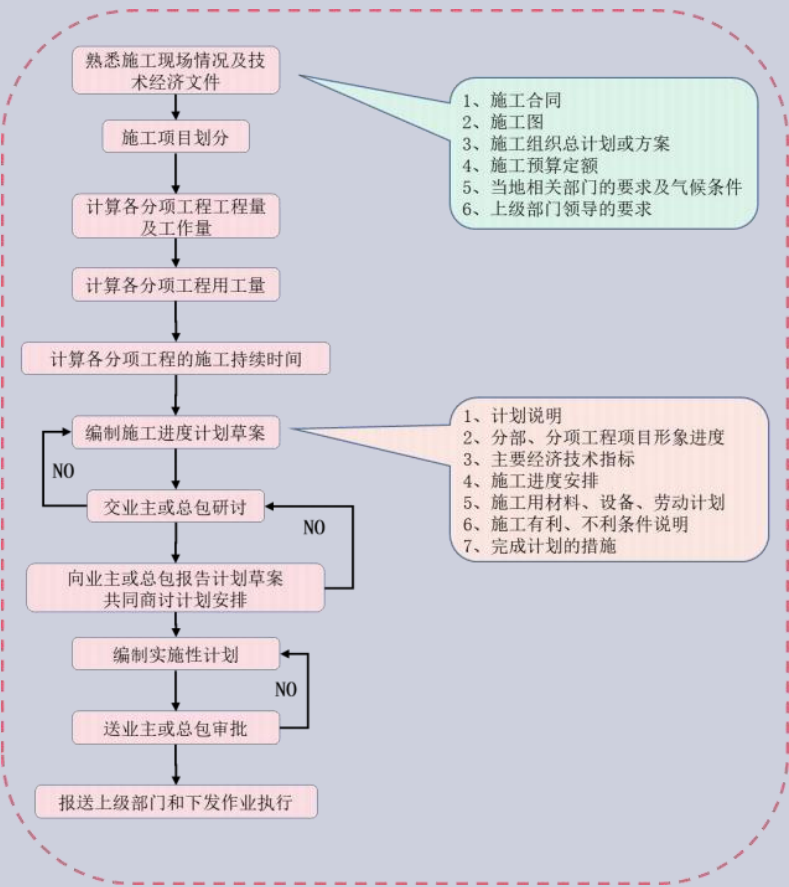 熟悉施工现场情况及技
术经济文件
施工项目划分
计算各分项工程工程量
及工作量
计算各分项工程用工量
计算各分项工程的施工持续时间
编制施工进度计划草案
NO
交业主或总包研讨
NO
向业主或总包报告计划草案
共同商讨计划安排
编制实施性计划
NO
送业主或总包审批
报送上级部门和下发作业执行
1、施工合同
2、施工图
3、施工组织总计划或方案
4、施工预算定额
5、当地相关部门的要求及气候条件
6、上级部门领导的要求
1、计划说明
2、分部、分项工程项目形象进度
3、主要经济技术指标
4、施工进度安排
5、施工用材料、设备、劳动计划
6、施工有利、不利条件说明
7、完成计划的措施